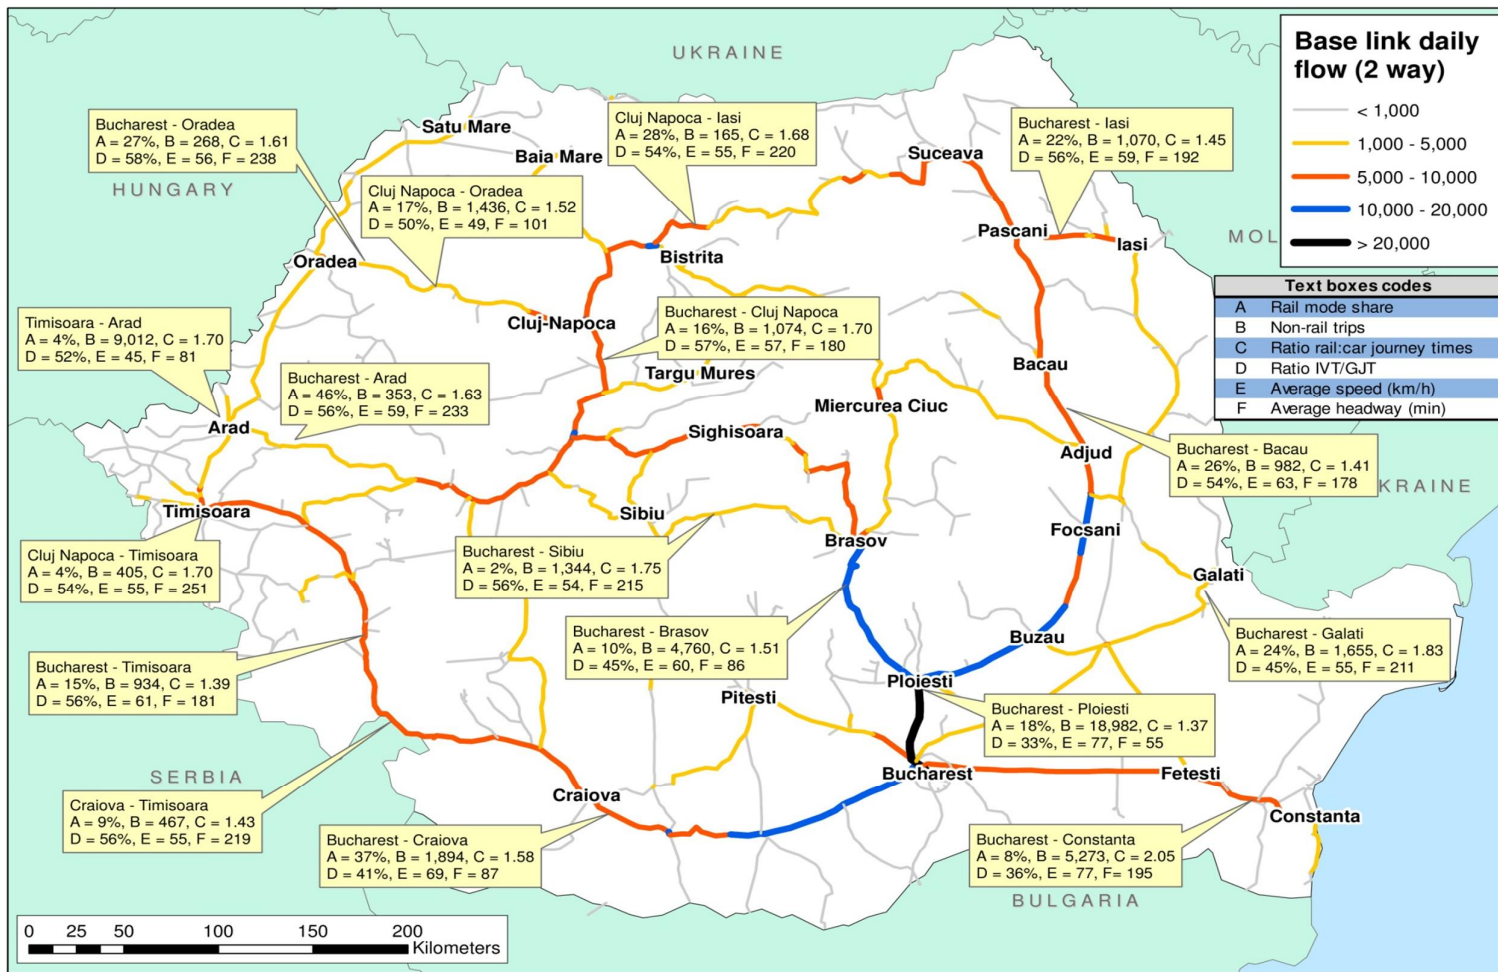 UKRAINE
Base link daily
flow (2 way)
< 1,000
1,000 - 5,000
5,000 - 10,000
10,000 - 20,000
> 20,000
Text boxes codes
A Rail mode share
B Non-rail trips
C Ratio rail:car journey times
D Ratio IVT/GJT
E Average speed (km/h)
F Average headway (min)
Bucharest - Oradea
A = 27%, B = 268, C = 1.61
D = 58%, E = 56, F = 238
Satu Mare
Baia Mare
Cluj Napoca - Iasi
A = 28%, B = 165, C = 1.68
D = 54%, E = 55, F = 220
Suceava
Bucharest - Iasi
A = 22%, B = 1,070, C = 1.45
D = 56%, E = 59, F = 192
HUNGARY
Cluj Napoca - Oradea
A = 17%, B = 1,436, C = 1.52
D = 50%, E = 49, F = 101
Pascani
Iasi
MOL
Oradea
Bistrita
Timisoara - Arad
A = 4%, B = 9,012, C = 1.70
D = 52%, E = 45, F = 81
Cluj-Napoca
Bucharest - Cluj Napoca
A = 16%, B = 1,074, C = 1.70
D = 57%, E = 57, F = 180
Bucharest - Arad
A = 46%, B = 353, C = 1.63
D = 56%, E = 59, F = 233
Targu Mures
Bacau
Miercurea Ciuc
Arad
Sighisoara
Adjud
Bucharest - Bacau
A = 26%, B = 982, C = 1.41
D = 54%, E = 63, F = 178
KRAINE
Timisoara
Sibiu
Brasov
Focsani
Cluj Napoca - Timisoara
A = 4%, B = 405, C = 1.70
D = 54%, E = 55, F = 251
Bucharest - Sibiu
A = 2%, B = 1,344, C = 1.75
D = 56%, E = 54, F = 215
Galati
Bucharest - Brasov
A = 10%, B = 4,760, C = 1.51
D = 45%, E = 60, F = 86
Buzau
Bucharest - Galati
A = 24%, B = 1,655, C = 1.83
D = 45%, E = 55, F = 211
Bucharest - Timisoara
A = 15%, B = 934, C = 1.39
D = 56%, E = 61, F = 181
Pitesti
Ploiesti
Bucharest - Ploiesti
A = 18%, B = 18,982, C = 1.37
D = 33%, E = 77, F = 55
SERBIA
Bucharest
Fetesti
Craiova - Timisoara
A = 9%, B = 467, C = 1.43
D = 56%, E = 55, F = 219
Craiova
Constanta
Bucharest - Craiova
A = 37%, B = 1,894, C = 1.58
D = 41%, E = 69, F = 87
Bucharest - Constanta
A = 8%, B = 5,273, C = 2.05
D = 36%, E = 77, F= 195
BULGARIA
0 25 50 100 150 200
Kilometers